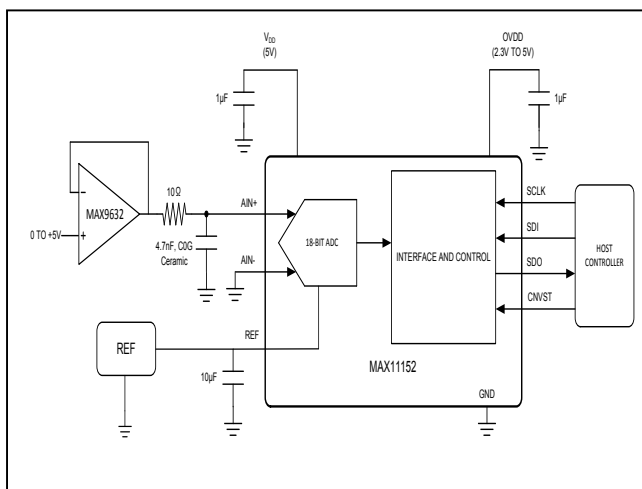 VDD
(5V)
OVDD
(2.3V TO 5V)
1µF
1µF
MAX9632
0 TO +5V
10Ω
4.7nF, C0G
Ceramic
AIN+
AIN-
REF
18-BIT ADC
INTERFACE AND CONTROL
SCLK
SDI
SDO
CNVST
HOST
CONTROLLER
REF
10µF
MAX11152
GND